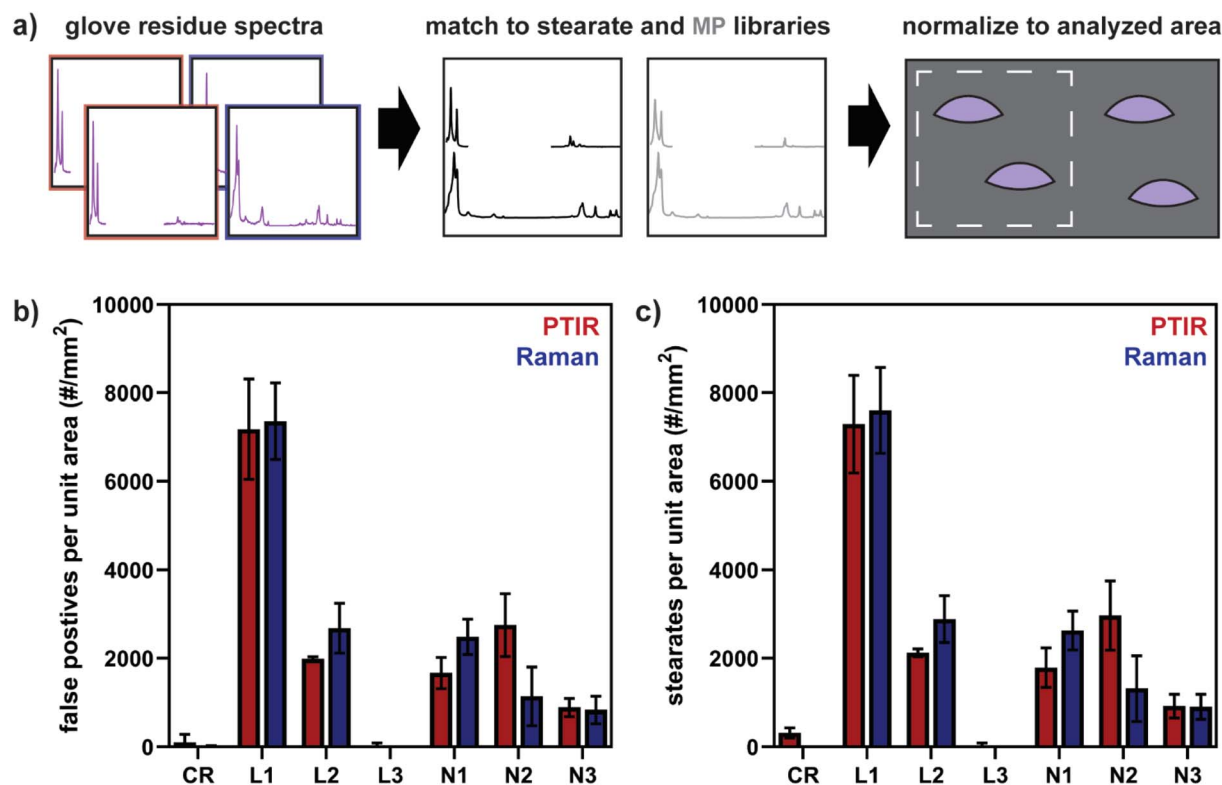 a) glove residue spectra
match to stearate and MP libraries
normalize to analyzed area
b)
false postives per unit area (#/mm²)
10000
8000
6000
4000
2000
0
PTIR
Raman
CR L1 L2 L3 N1 N2 N3
c)
stearates per unit area (#/mm²)
10000
8000
6000
4000
2000
0
PTIR
Raman
CR L1 L2 L3 N1 N2 N3